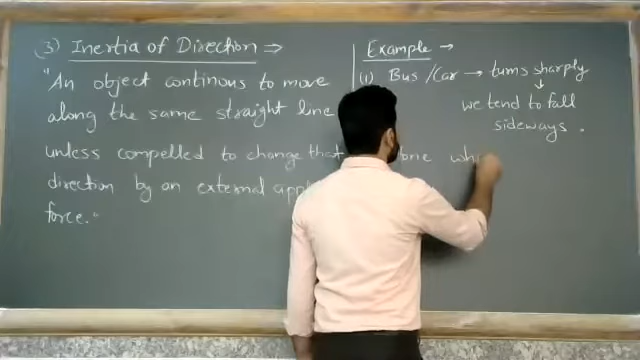 (3) Inertia of Direction ⇒
"An object continous to move
along the same straight line
unless compelled to change that
direction by an external
force."
Example →
(1) Bus /Car → turns sharply
↓
we tend to fall
sideways .